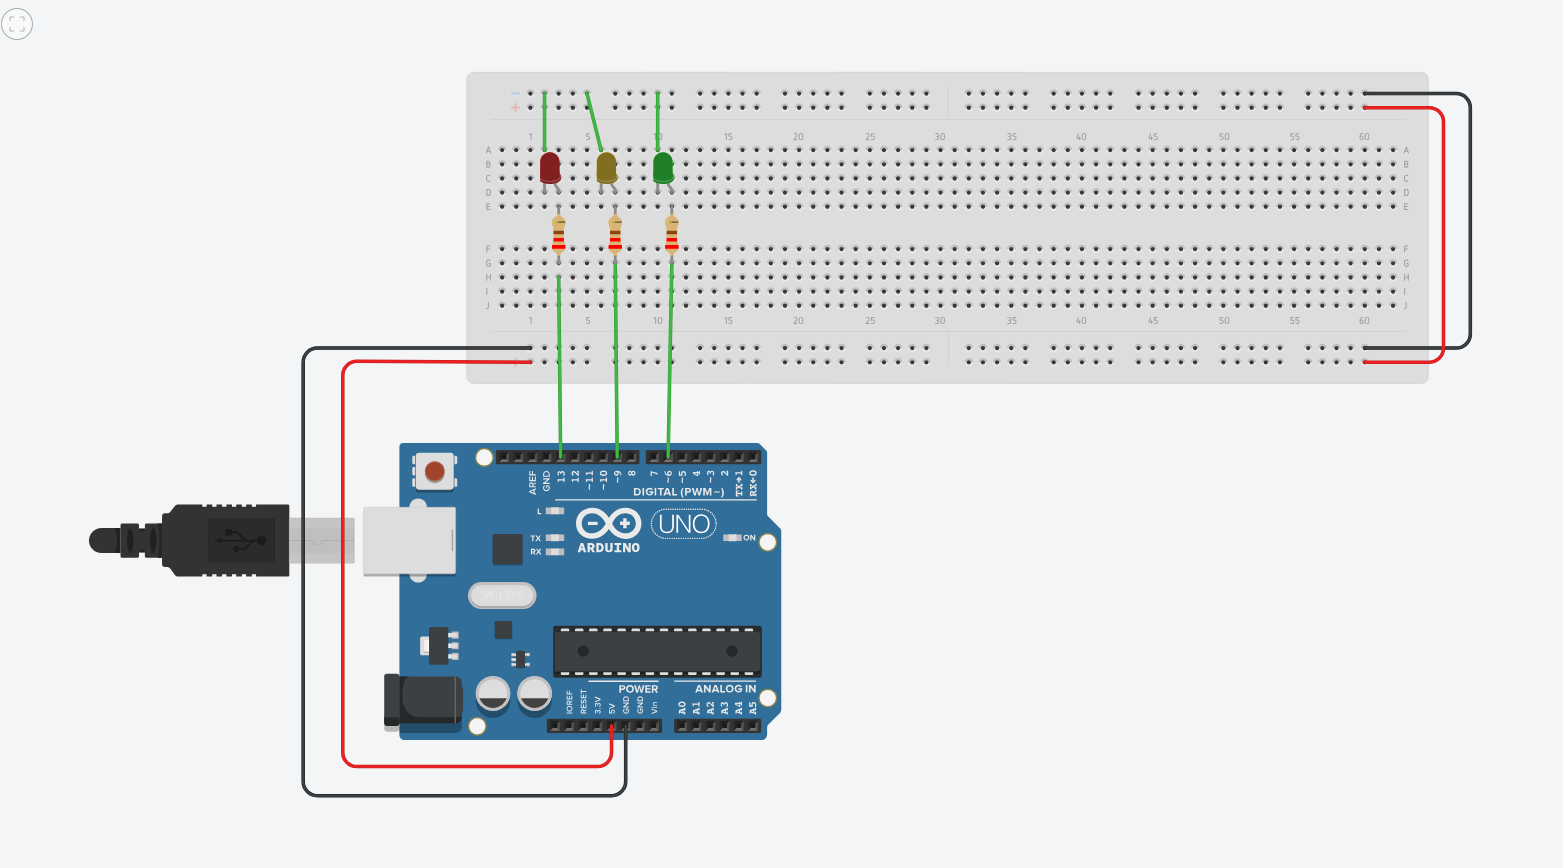 −
+
1 5 10 15 20 25 30 35 40 45 50 55 60
A A
B B
C C
D D
E E
F F
G G
H H
I I
J J
1 5 10 15 20 25 30 35 40 45 50 55 60
AREF
GND
13
12
~11
~10
~9
8
7
~6
~5
4
~3
2
TX→1
RX←0
DIGITAL (PWM~)
L
TX
RX
ARDUINO
UNO
ON
POWER
ANALOG IN
IOREF
RESET
3.3V
5V
GND
GND
Vin
A0
A1
A2
A3
A4
A5